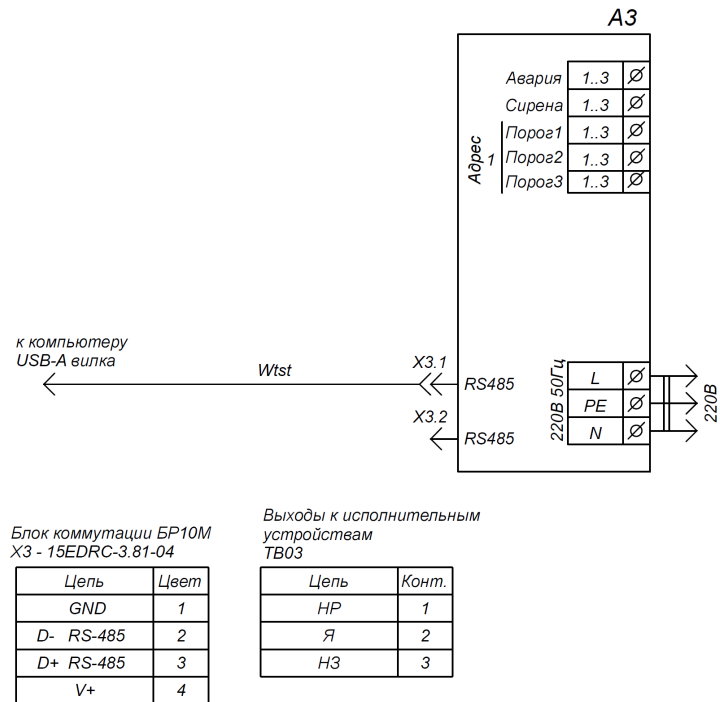 А3
Авария 1..3
Сирена 1..3
Адрес 1
Порог1 1..3
Порог2 1..3
Порог3 1..3
к компьютеру
USB-A вилка
Wtst
X3.1
RS485
X3.2
RS485
220В 50Гц
L
PE
N
220В
Блок коммутации БР10М
X3 - 15EDRC-3.81-04
Цепь Цвет
GND 1
D- RS-485 2
D+ RS-485 3
V+ 4
Выходы к исполнительным
устройствам
ТВ03
Цепь Конт.
НР 1
Я 2
НЗ 3